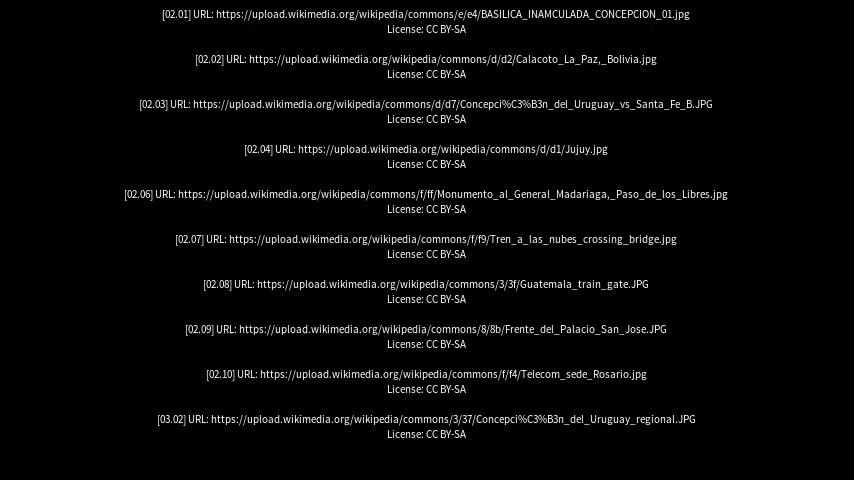 [02.01] URL: https://upload.wikimedia.org/wikipedia/commons/e/e4/BASILICA_INAMCULADA_CONCEPCION_01.jpg
License: CC BY-SA
[02.02] URL: https://upload.wikimedia.org/wikipedia/commons/d/d2/Calacoto_La_Paz,_Bolivia.jpg
License: CC BY-SA
[02.03] URL: https://upload.wikimedia.org/wikipedia/commons/d/d7/Concepci%C3%B3n_del_Uruguay_vs_Santa_Fe_B.JPG
License: CC BY-SA
[02.04] URL: https://upload.wikimedia.org/wikipedia/commons/d/d1/Jujuy.jpg
License: CC BY-SA
[02.06] URL: https://upload.wikimedia.org/wikipedia/commons/f/ff/Monumento_al_General_Madariaga,_Paso_de_los_Libres.jpg
License: CC BY-SA
[02.07] URL: https://upload.wikimedia.org/wikipedia/commons/f/f9/Tren_a_las_nubes_crossing_bridge.jpg
License: CC BY-SA
[02.08] URL: https://upload.wikimedia.org/wikipedia/commons/3/3f/Guatemala_train_gate.JPG
License: CC BY-SA
[02.09] URL: https://upload.wikimedia.org/wikipedia/commons/8/8b/Frente_del_Palacio_San_Jose.JPG
License: CC BY-SA
[02.10] URL: https://upload.wikimedia.org/wikipedia/commons/f/f4/Telecom_sede_Rosario.jpg
License: CC BY-SA
[03.02] URL: https://upload.wikimedia.org/wikipedia/commons/3/37/Concepci%C3%B3n_del_Uruguay_regional.JPG
License: CC BY-SA